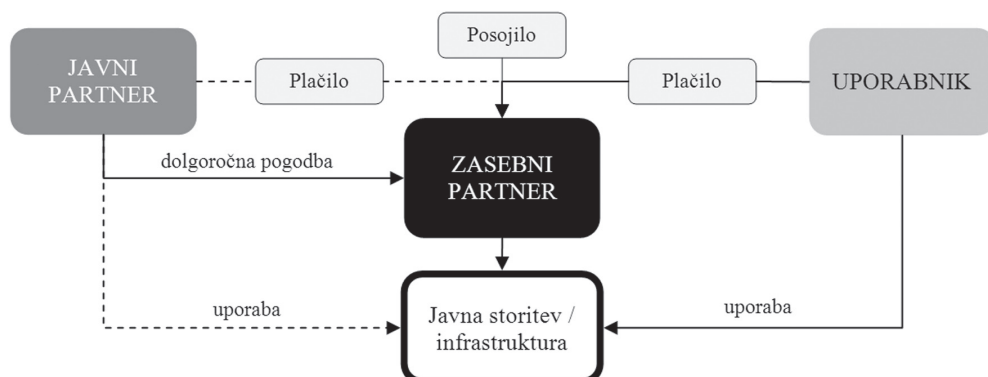 Posojilo
JAVNI
PARTNER
Plačilo
Plačilo
UPORABNIK
dolgoročna pogodba
ZASEBNI
PARTNER
uporaba
Javna storitev /
infrastruktura
uporaba